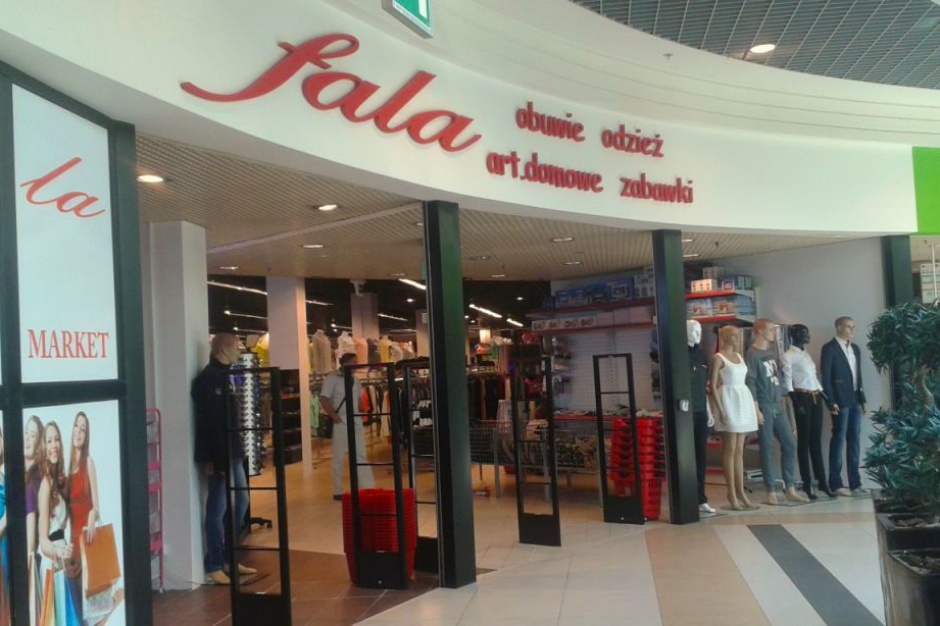 fala
obuwie odzież
art.domowe zabawki
la
MARKET